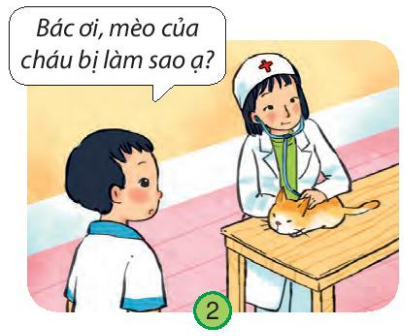 Bác ơi, mèo của
cháu bị làm sao ạ?
2